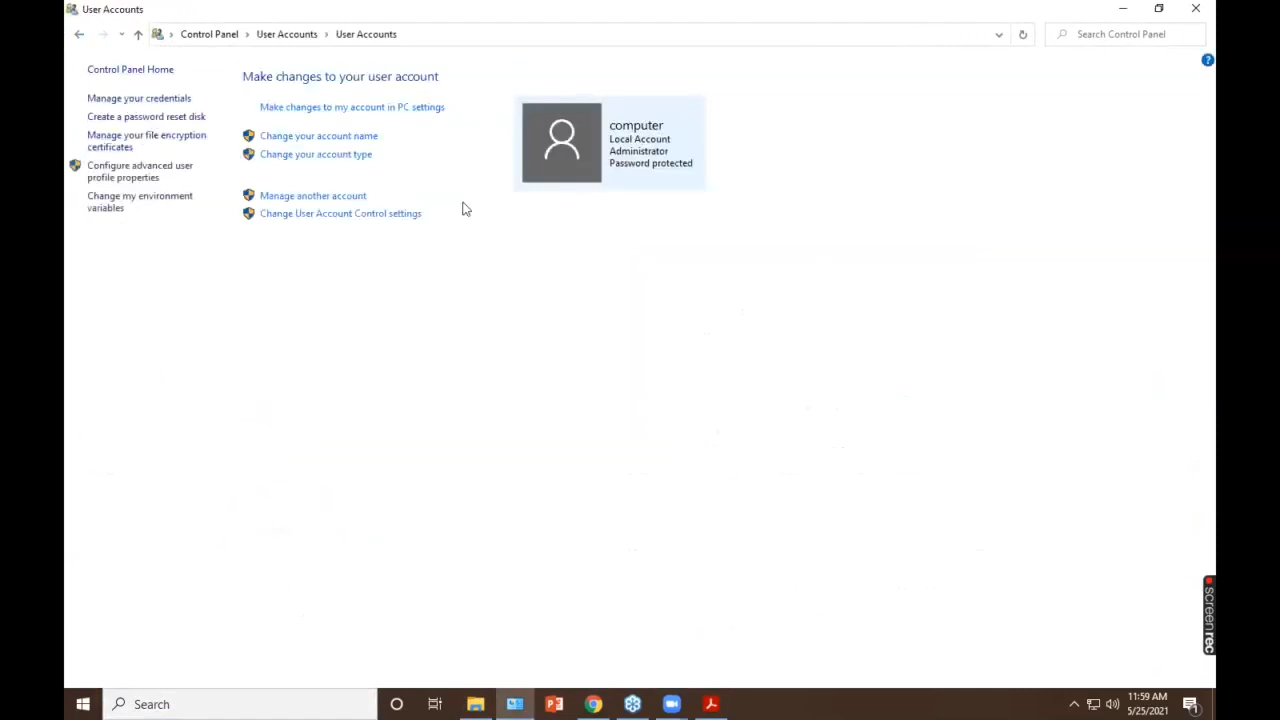 User Accounts
Control Panel > User Accounts > User Accounts
Search Control Panel
?
Control Panel Home
Manage your credentials
Create a password reset disk
Manage your file encryption
certificates
Configure advanced user
profile properties
Change my environment
variables
Make changes to your user account
Make changes to my account in PC settings
Change your account name
Change your account type
Manage another account
Change User Account Control settings
computer
Local Account
Administrator
Password protected
screenrec
Search
11:59 AM
5/25/2021
1